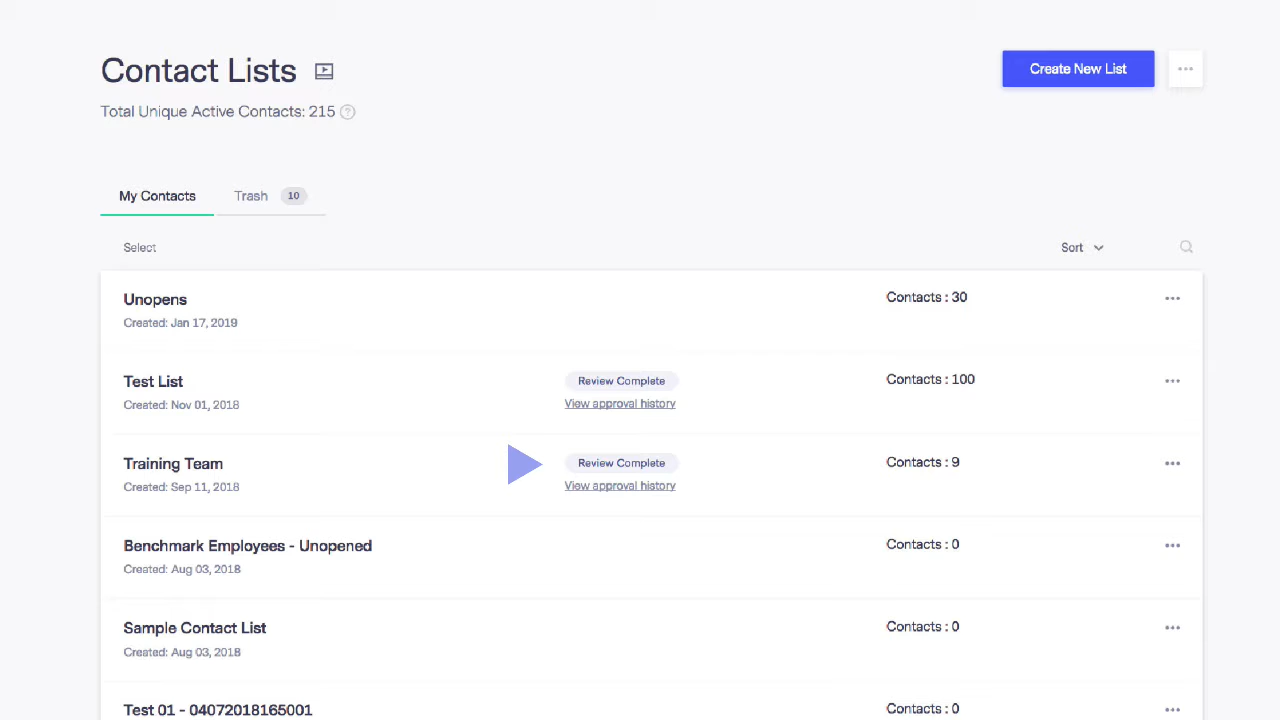 Contact Lists
Create New List
Total Unique Active Contacts: 215 ?
My Contacts
Trash 10
Select
Sort
Unopens
Contacts : 30
Created: Jan 17, 2019
Test List
Review Complete
Contacts : 100
View approval history
Created: Nov 01, 2018
Training Team
Review Complete
Contacts : 9
View approval history
Created: Sep 11, 2018
Benchmark Employees - Unopened
Contacts : 0
Created: Aug 03, 2018
Sample Contact List
Contacts : 0
Created: Aug 03, 2018
Test 01 - 04072018165001
Contacts : 0